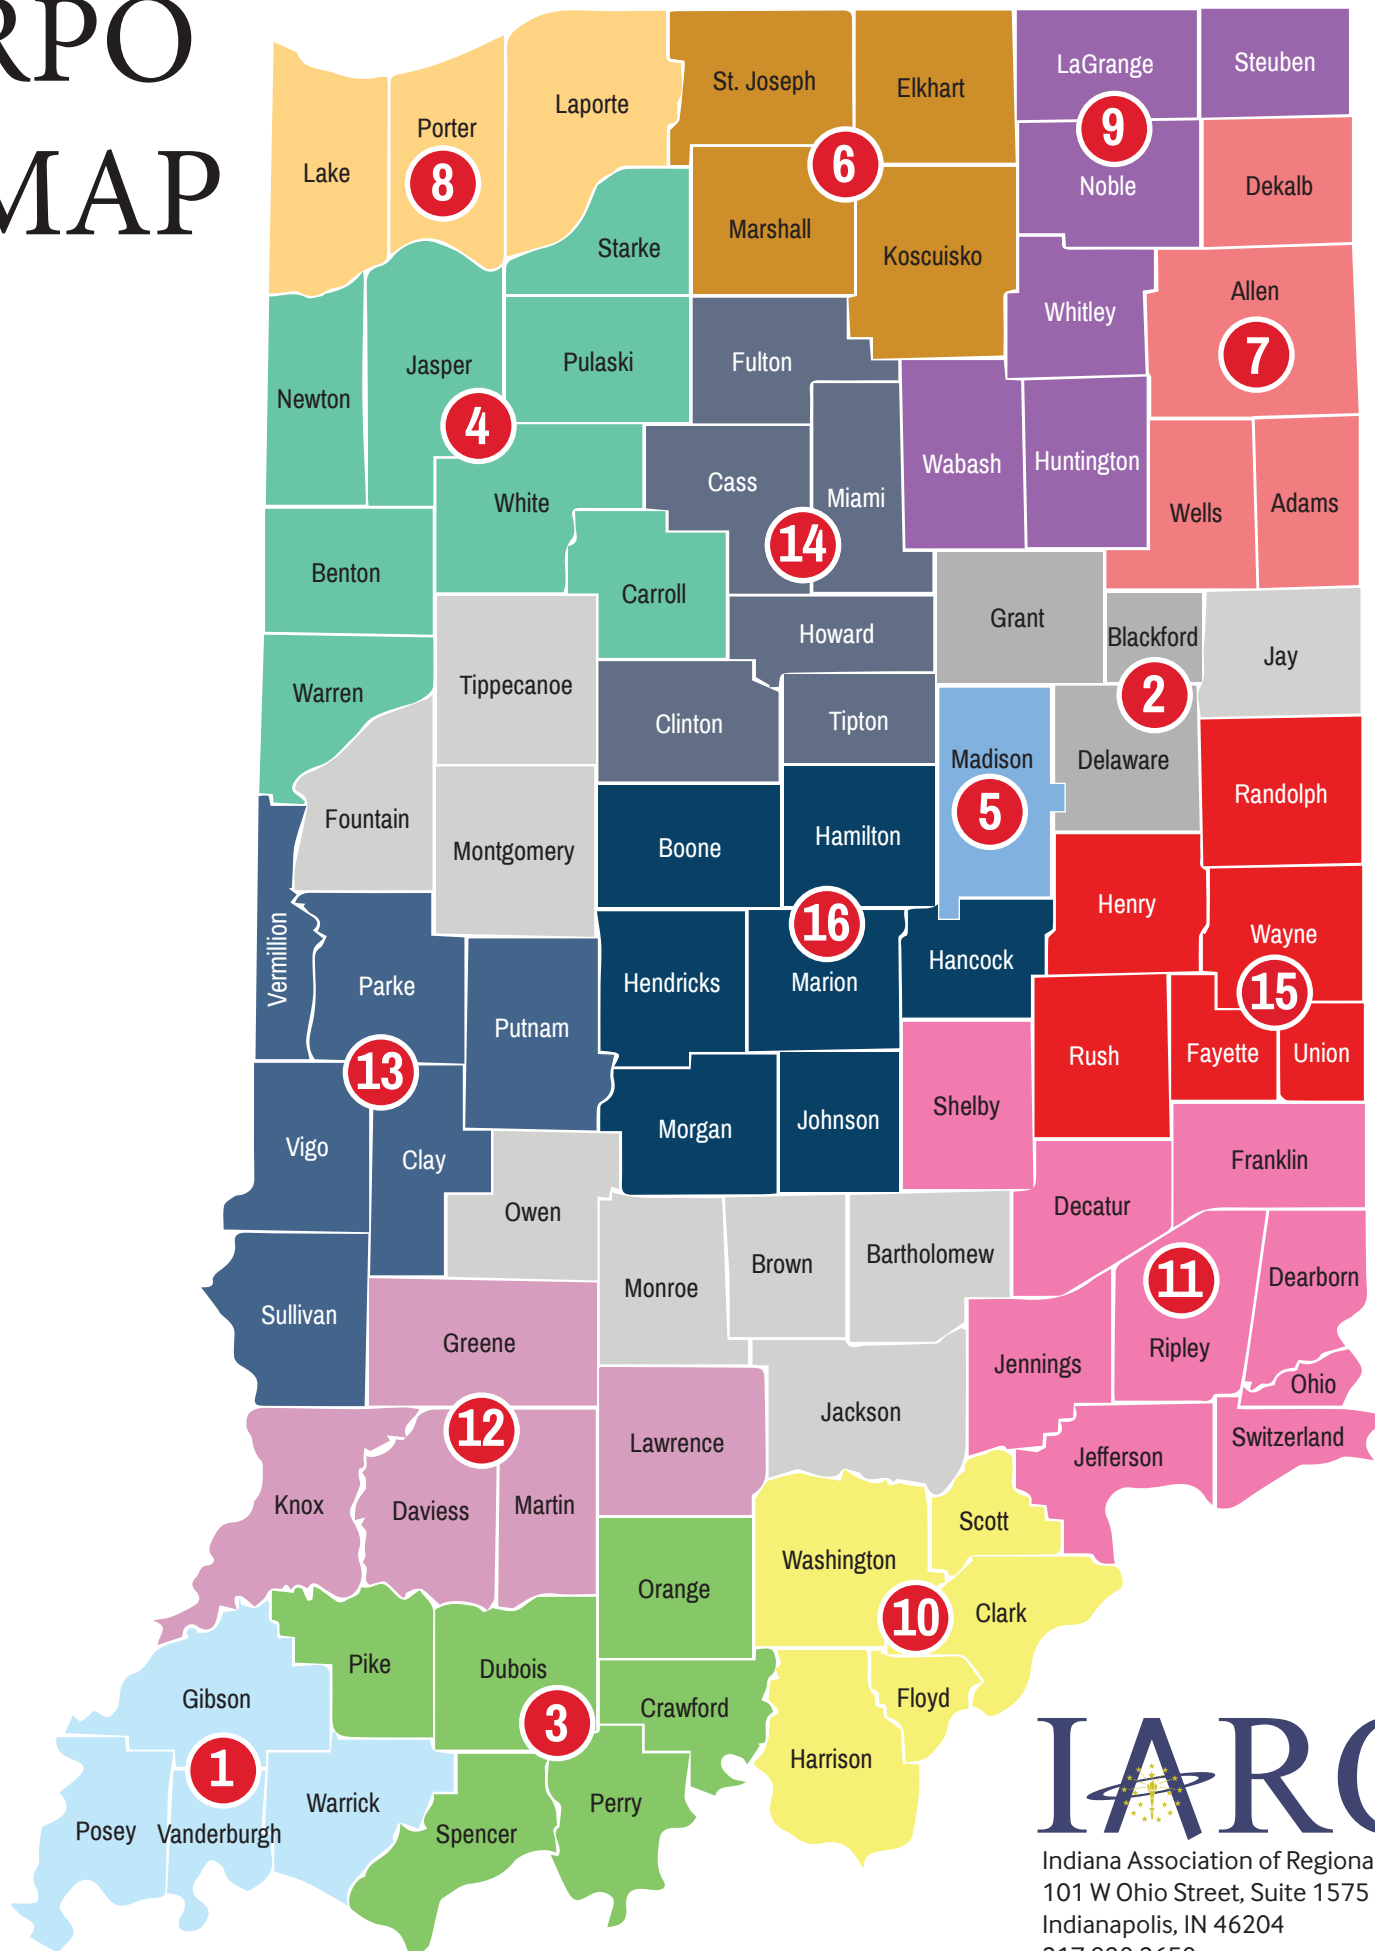 RPO
MAP
St. Joseph
Elkhart
LaGrange
Steuben
Laporte
Porter
Lake
8
6
9
Noble
Dekalb
Starke
Marshall
Koscuisko
Whitley
Allen
7
Newton
Jasper
Pulaski
Fulton
4
White
Cass
Miami
Wabash
Huntington
Wells
Adams
14
Benton
Carroll
Howard
Grant
Blackford
Jay
2
Warren
Tippecanoe
Clinton
Tipton
Madison
Delaware
Randolph
5
Fountain
Montgomery
Boone
Hamilton
Henry
Wayne
16
Vermillion
Parke
Putnam
Hendricks
Marion
Hancock
15
13
Rush
Fayette
Union
Vigo
Clay
Morgan
Johnson
Shelby
Franklin
Owen
Monroe
Brown
Bartholomew
Decatur
11
Dearborn
Sullivan
Greene
Jennings
Ripley
Ohio
12
Lawrence
Jackson
Jefferson
Switzerland
Knox
Daviess
Martin
Scott
Washington
Orange
10
Clark
Pike
Dubois
Gibson
3
Crawford
Floyd
1
Harrison
Posey
Vanderburgh
Warrick
Spencer
Perry
IARC
Indiana Association of Regiona
101 W Ohio Street, Suite 1575
Indianapolis, IN 46204